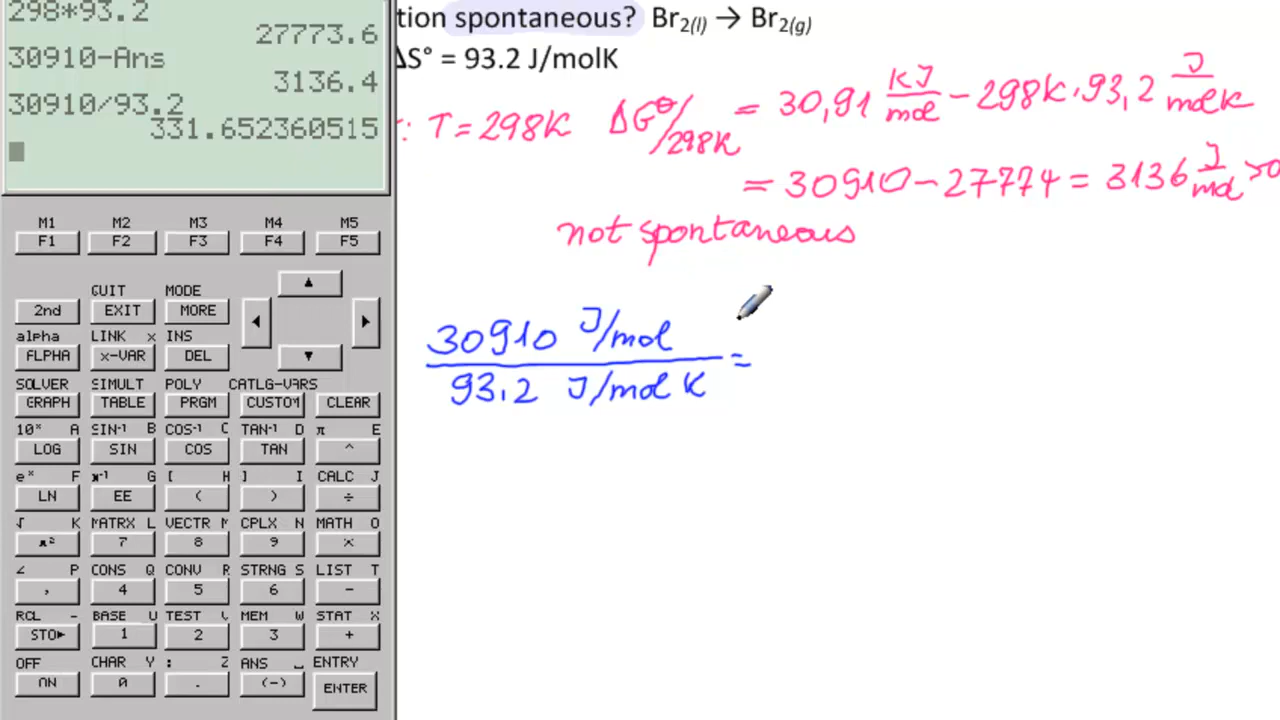 298*93.2
27773.6
30910-Ans
3136.4
30910/93.2
331.652360515
tion spontaneous? Br2(l) → Br2(g)
ΔS° = 93.2 J/molK
: T = 298K ΔG°/298K = 30,91 KJ/mol - 298K · 93,2 J/molK
= 30910 - 27774 = 3136 J/mol >0
not spontaneous
30910 J/mol
93.2 J/mol K
=
M1 M2 M3 M4 M5
F1 F2 F3 F4 F5
QUIT MODE
2nd EXIT MORE
alpha LINK x INS
ALPHA x-VAR DEL
SOLVER SIMULT POLY CATLG-VARS
GRAPH TABLE PRGM CUSTOM CLEAR
10ˣ A SIN⁻¹ B COS⁻¹ C TAN⁻¹ D π E
LOG SIN COS TAN ^
eˣ F x⁻¹ G [ H ] I CALC J
LN EE ( ) ÷
√ K MATRX L VECTR M CPLX N MATH O
x² 7 8 9 ×
∠ P CONS Q CONV R STRNG S LIST T
, 4 5 6 -
RCL = BASE U TEST V MEM W STAT X
STO▶ 1 2 3 +
OFF CHAR Y : Z ANS ⎵ ENTRY
ON 0 . (-) ENTER